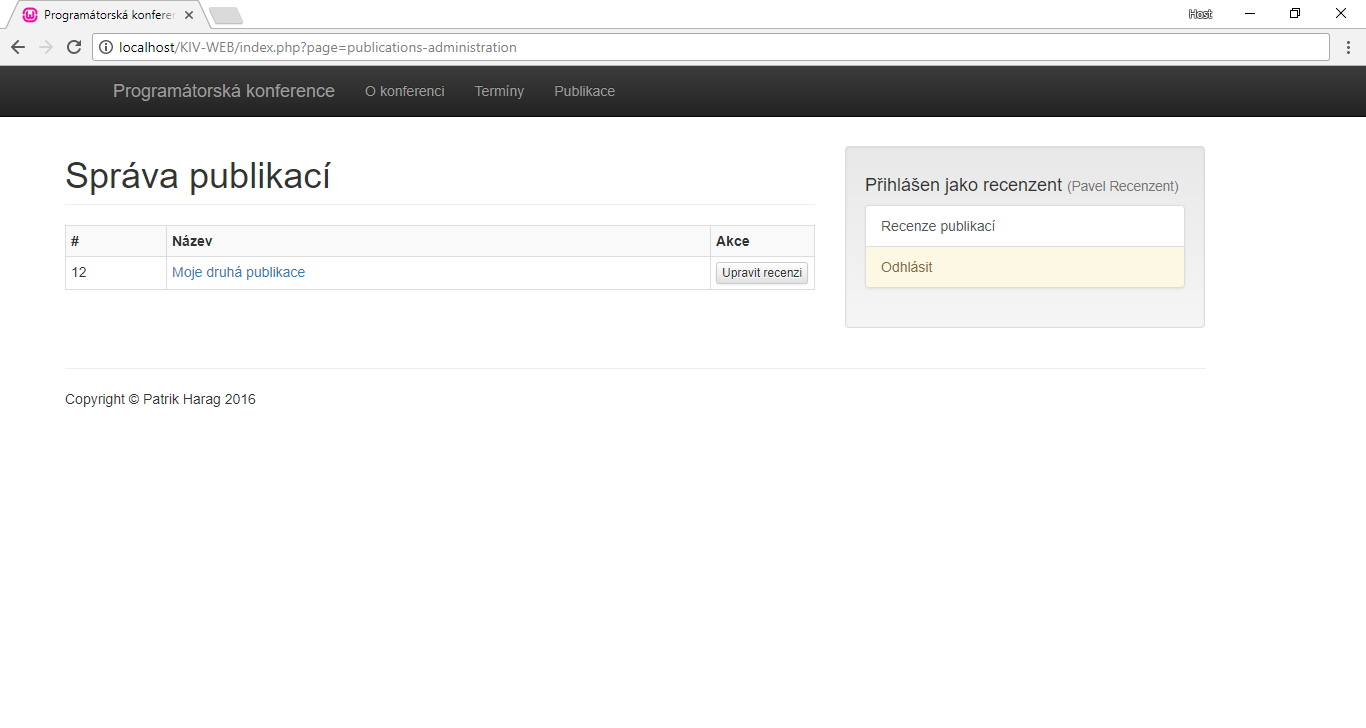 Programátorská konferen
Host
localhost/KIV-WEB/index.php?page=publications-administration
Programátorská konference O konferenci Termíny Publikace
Správa publikací
# Název Akce
12 Moje druhá publikace Upravit recenzi
Přihlášen jako recenzent (Pavel Recenzent)
Recenze publikací
Odhlásit
Copyright © Patrik Harag 2016